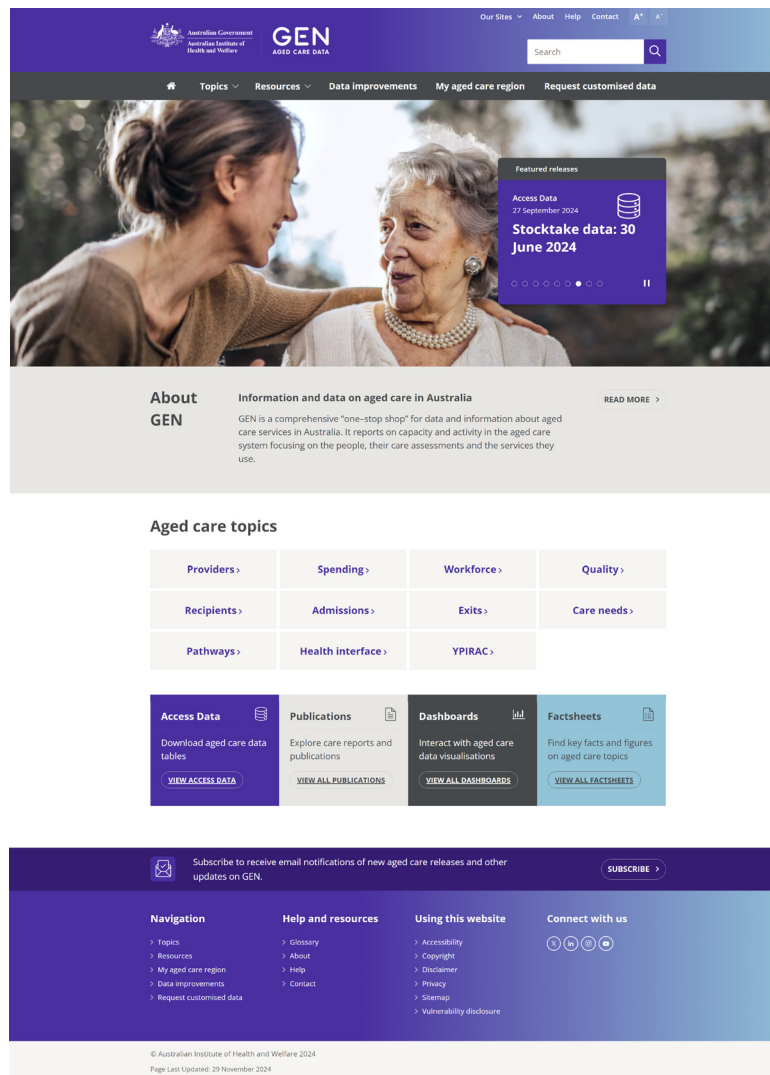 Our Sites About Help Contact A+ A-
Australian Government
Australian Institute of
Health and Welfare
GEN
AGED CARE DATA
Search
Topics Resources Data improvements My aged care region Request customised data
Featured releases
Access Data
27 September 2024
Stocktake data: 30
June 2024
About
GEN
Information and data on aged care in Australia
READ MORE >
GEN is a comprehensive “one–stop shop” for data and information about aged
care services in Australia. It reports on capacity and activity in the aged care
system focusing on the people, their care assessments and the services they
use.
Aged care topics
Providers > Spending > Workforce > Quality >
Recipients > Admissions > Exits > Care needs >
Pathways > Health interface > YPIRAC >
Access Data
Download aged care data
tables
VIEW ACCESS DATA
Publications
Explore care reports and
publications
VIEW ALL PUBLICATIONS
Dashboards
Interact with aged care
data visualisations
VIEW ALL DASHBOARDS
Factsheets
Find key facts and figures
on aged care topics
VIEW ALL FACTSHEETS
Subscribe to receive email notifications of new aged care releases and other
updates on GEN.
SUBSCRIBE >
Navigation
> Topics
> Resources
> My aged care region
> Data improvements
> Request customised data
Help and resources
> Glossary
> About
> Help
> Contact
Using this website
> Accessibility
> Copyright
> Disclaimer
> Privacy
> Sitemap
> Vulnerability disclosure
Connect with us
© Australian Institute of Health and Welfare 2024
Page Last Updated: 29 November 2024